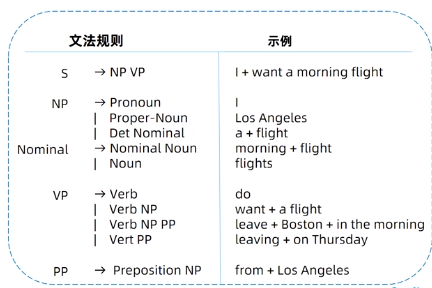 文法规则 示例
S → NP VP I + want a morning flight
NP → Pronoun I
| Proper-Noun Los Angeles
| Det Nominal a + flight
Nominal → Nominal Noun morning + flight
| Noun flights
VP → Verb do
| Verb NP want + a flight
| Verb NP PP leave + Boston + in the morning
| Vert PP leaving + on Thursday
PP → Preposition NP from + Los Angeles